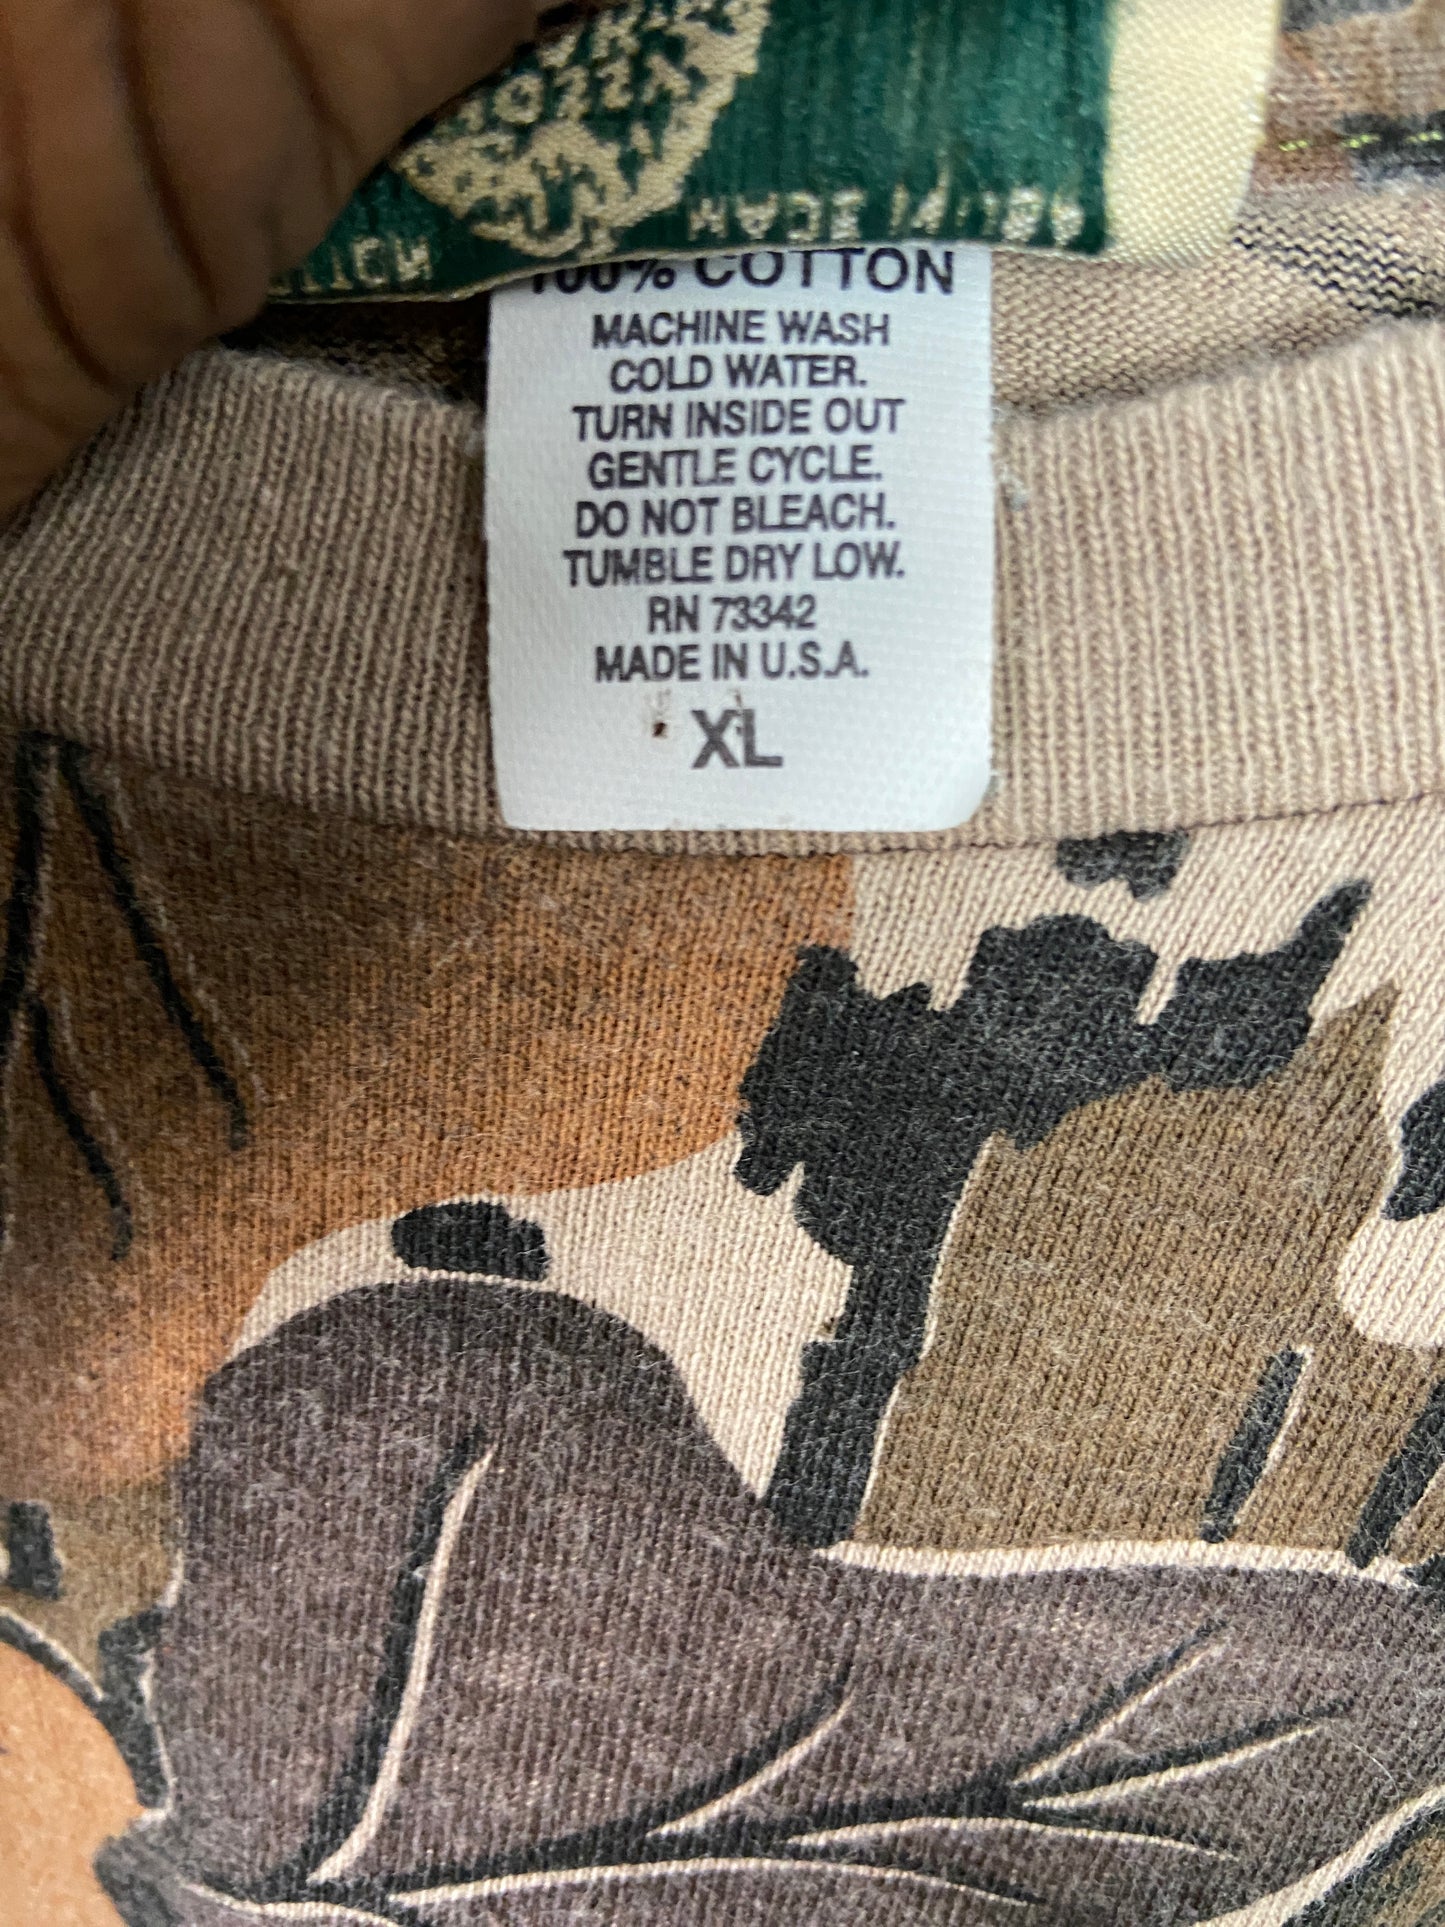 100% COTTON
MACHINE WASH
COLD WATER.
TURN INSIDE OUT
GENTLE CYCLE.
DO NOT BLEACH.
TUMBLE DRY LOW.
RN 73342
MADE IN U.S.A.
XL